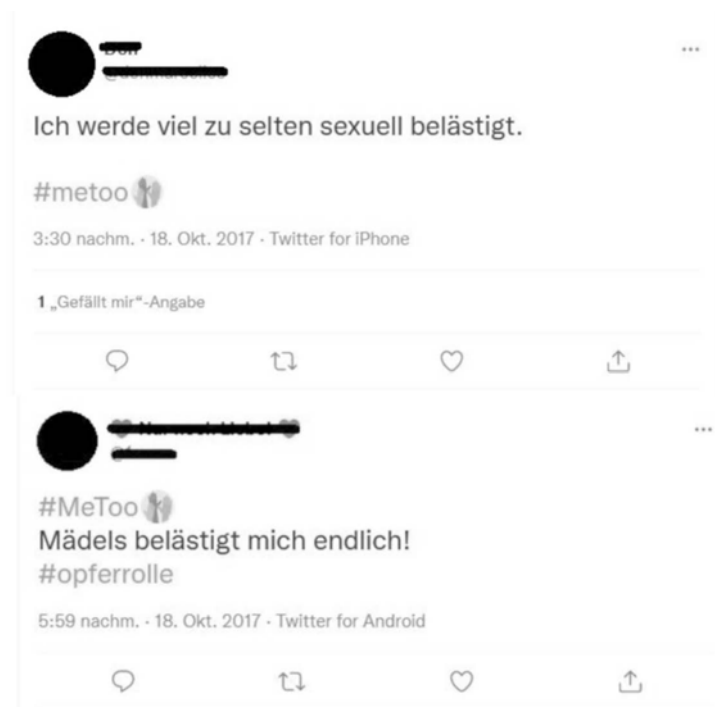 Ich werde viel zu selten sexuell belästigt.
#metoo
3:30 nachm. · 18. Okt. 2017 · Twitter for iPhone
1 „Gefällt mir“-Angabe
#MeToo
Mädels belästigt mich endlich!
#opferrolle
5:59 nachm. · 18. Okt. 2017 · Twitter for Android